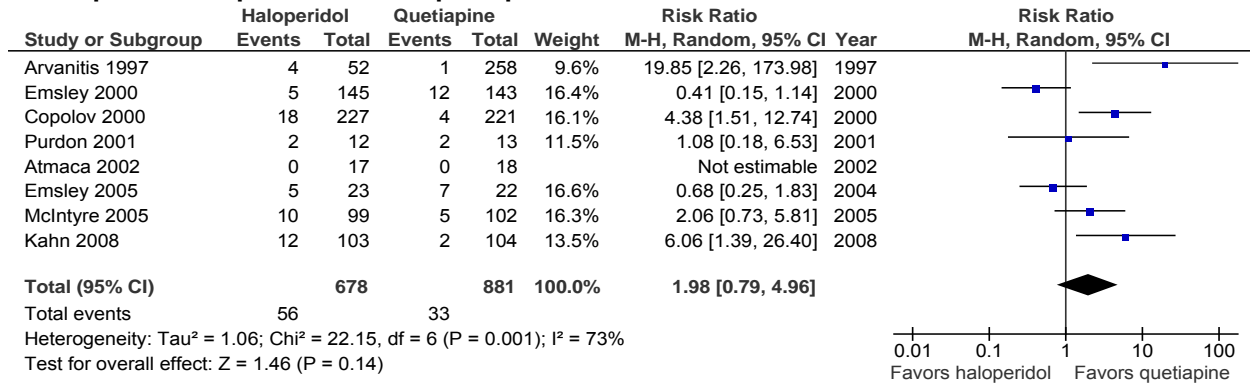 Haloperidol Quetiapine Risk Ratio Risk Ratio
Study or Subgroup Events Total Events Total Weight M-H, Random, 95% CI Year M-H, Random, 95% CI
Arvanitis 1997 4 52 1 258 9.6% 19.85 [2.26, 173.98] 1997
Emsley 2000 5 145 12 143 16.4% 0.41 [0.15, 1.14] 2000
Copolov 2000 18 227 4 221 16.1% 4.38 [1.51, 12.74] 2000
Purdon 2001 2 12 2 13 11.5% 1.08 [0.18, 6.53] 2001
Atmaca 2002 0 17 0 18 Not estimable 2002
Emsley 2005 5 23 7 22 16.6% 0.68 [0.25, 1.83] 2004
McIntyre 2005 10 99 5 102 16.3% 2.06 [0.73, 5.81] 2005
Kahn 2008 12 103 2 104 13.5% 6.06 [1.39, 26.40] 2008
Total (95% CI) 678 881 100.0% 1.98 [0.79, 4.96]
Total events 56 33
Heterogeneity: Tau² = 1.06; Chi² = 22.15, df = 6 (P = 0.001); I² = 73%
Test for overall effect: Z = 1.46 (P = 0.14)
0.01 0.1 1 10 100
Favors haloperidol Favors quetiapine